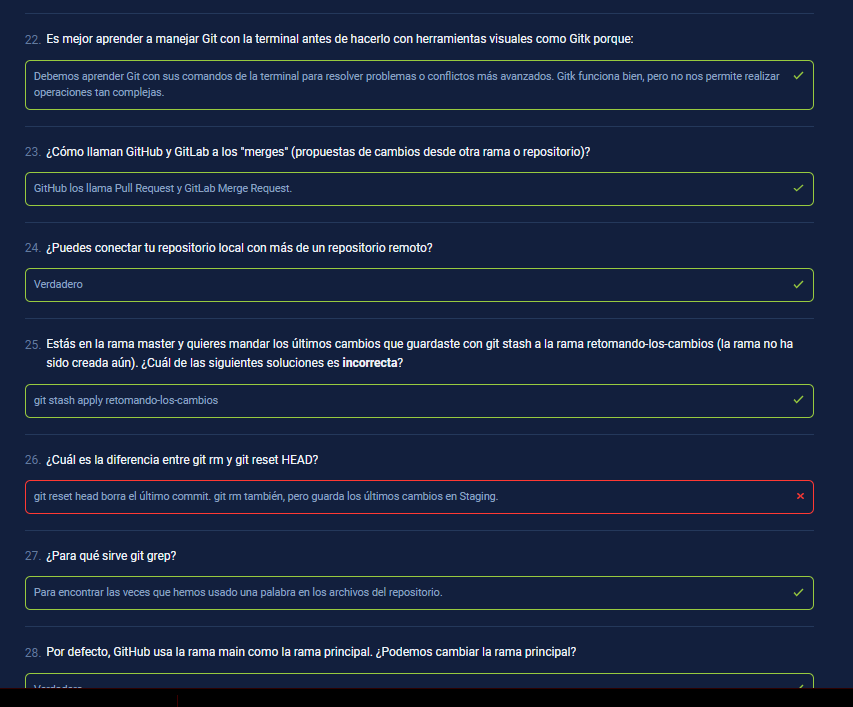 22. Es mejor aprender a manejar Git con la terminal antes de hacerlo con herramientas visuales como Gitk porque:
Debemos aprender Git con sus comandos de la terminal para resolver problemas o conflictos más avanzados. Gitk funciona bien, pero no nos permite realizar
operaciones tan complejas.
23. ¿Cómo llaman GitHub y GitLab a los "merges" (propuestas de cambios desde otra rama o repositorio)?
GitHub los llama Pull Request y GitLab Merge Request.
24. ¿Puedes conectar tu repositorio local con más de un repositorio remoto?
Verdadero
25. Estás en la rama master y quieres mandar los últimos cambios que guardaste con git stash a la rama retomando-los-cambios (la rama no ha
sido creada aún). ¿Cuál de las siguientes soluciones es incorrecta?
git stash apply retomando-los-cambios
26. ¿Cuál es la diferencia entre git rm y git reset HEAD?
git reset head borra el último commit. git rm también, pero guarda los últimos cambios en Staging.
27. ¿Para qué sirve git grep?
Para encontrar las veces que hemos usado una palabra en los archivos del repositorio.
28. Por defecto, GitHub usa la rama main como la rama principal. ¿Podemos cambiar la rama principal?